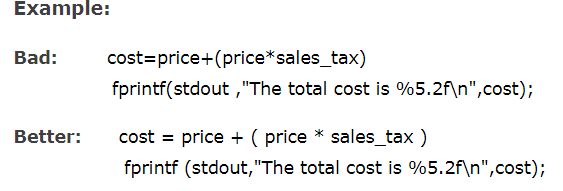 Example:
Bad: cost=price+(price*sales_tax)
fprintf(stdout ,"The total cost is %5.2f\n",cost);
Better: cost = price + ( price * sales_tax )
fprintf (stdout,"The total cost is %5.2f\n",cost);